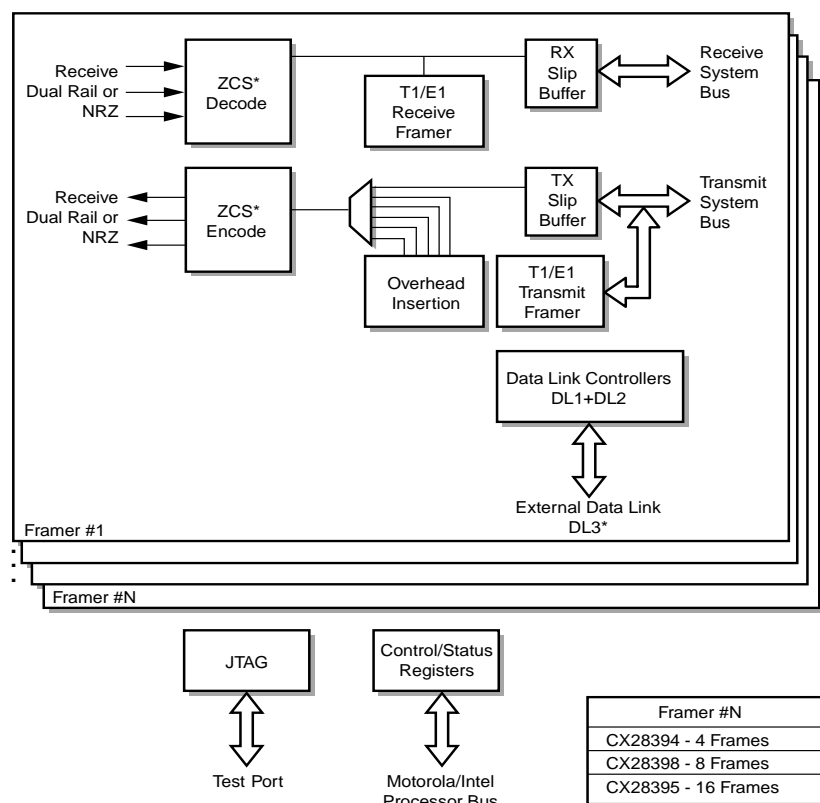 Receive
Dual Rail or
NRZ
ZCS*
Decode
T1/E1
Receive
Framer
RX
Slip
Buffer
Receive
System
Bus
Receive
Dual Rail or
NRZ
ZCS*
Encode
Overhead
Insertion
TX
Slip
Buffer
Transmit
System
Bus
T1/E1
Transmit
Framer
Data Link Controllers
DL1+DL2
External Data Link
DL3*
Framer #1
Framer #N
JTAG
Test Port
Control/Status
Registers
Motorola/Intel
Processor Bus
Framer #N
CX28394 - 4 Frames
CX28398 - 8 Frames
CX28395 - 16 Frames